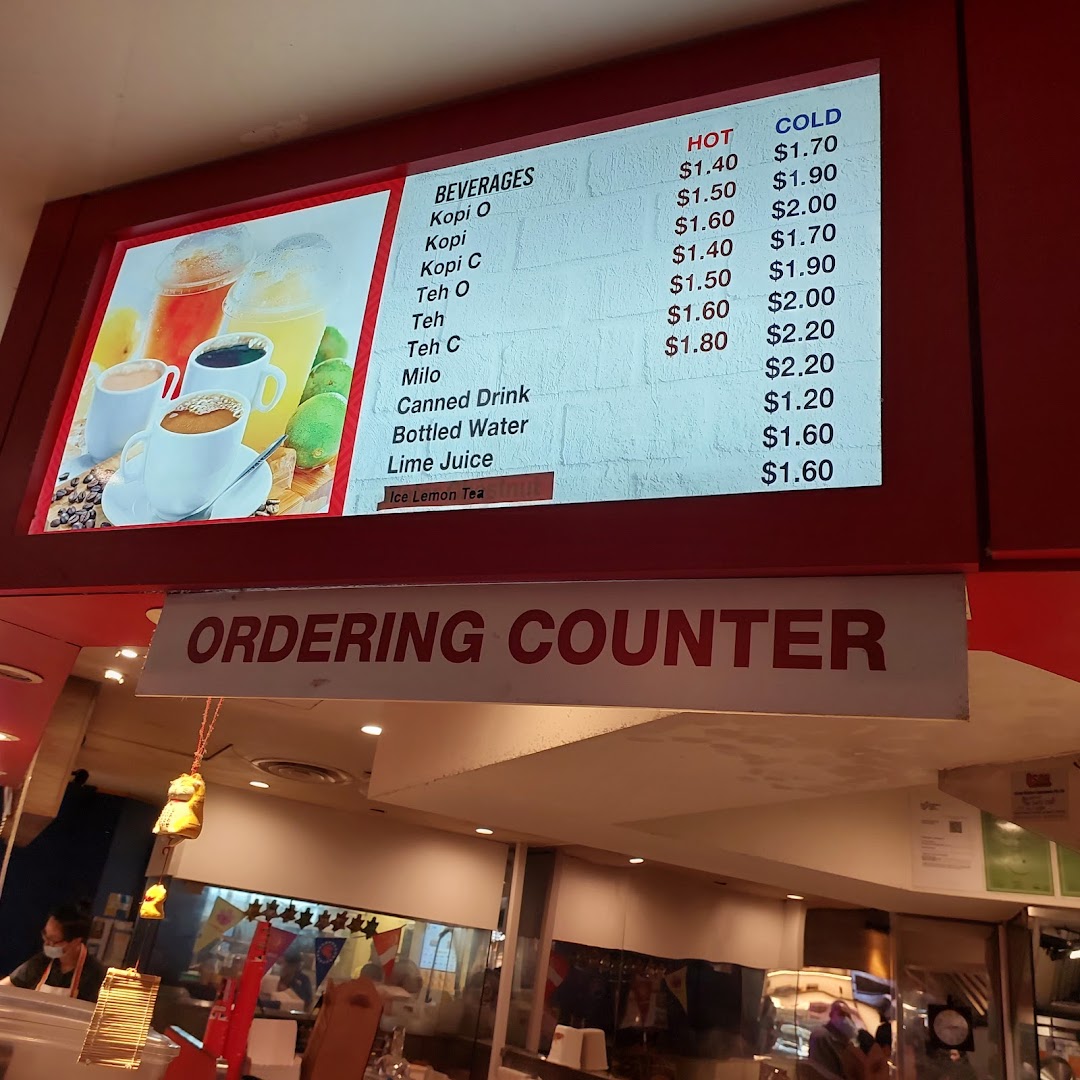 BEVERAGES HOT COLD
Kopi O $1.40 $1.70
Kopi $1.50 $1.90
Kopi C $1.60 $2.00
Teh O $1.40 $1.70
Teh $1.50 $1.90
Teh C $1.60 $2.00
Milo $1.80 $2.20
Canned Drink $2.20
Bottled Water $1.20
Lime Juice $1.60
Ice Lemon Tea $1.60
ORDERING COUNTER